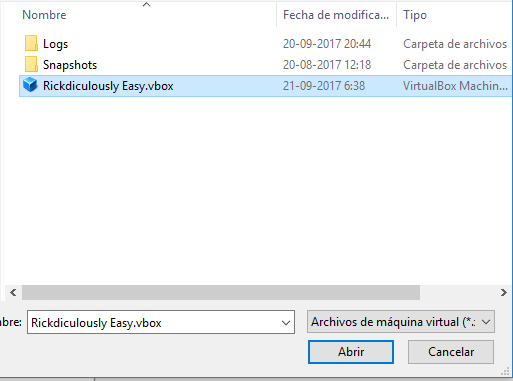 Nombre Fecha de modifica... Tipo
Logs 20-09-2017 20:44 Carpeta de archivos
Snapshots 20-08-2017 12:18 Carpeta de archivos
Rickdiculously Easy.vbox 21-09-2017 6:38 VirtualBox Machin...
bre: Rickdiculously Easy.vbox Archivos de máquina virtual (*.
Abrir Cancelar